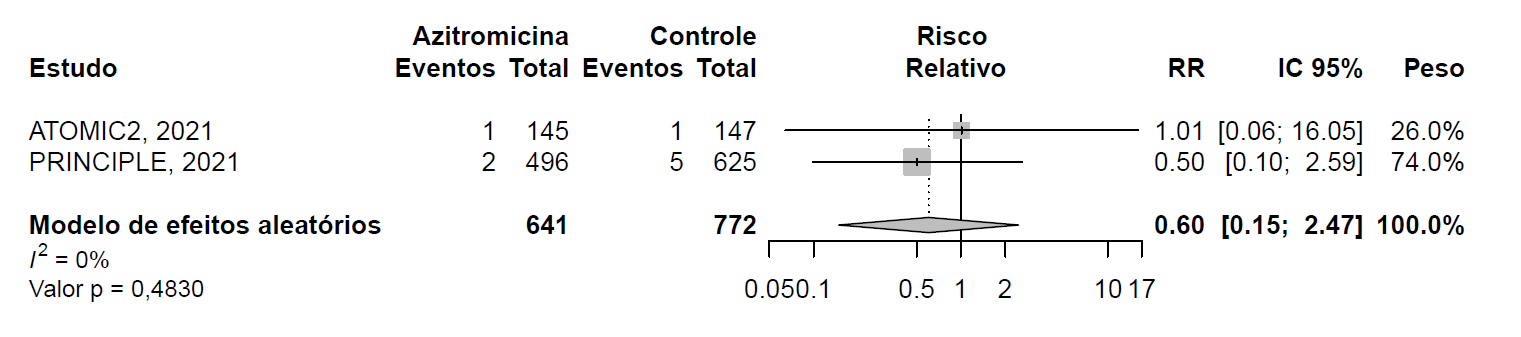 Azitromicina Controle Risco
Estudo Eventos Total Eventos Total Relativo RR IC 95% Peso
ATOMIC2, 2021 1 145 1 147 1.01 [0.06; 16.05] 26.0%
PRINCIPLE, 2021 2 496 5 625 0.50 [0.10; 2.59] 74.0%
Modelo de efeitos aleatórios 641 772 0.60 [0.15; 2.47] 100.0%
I² = 0%
Valor p = 0,4830 0.05 0.1 0.5 1 2 10 17